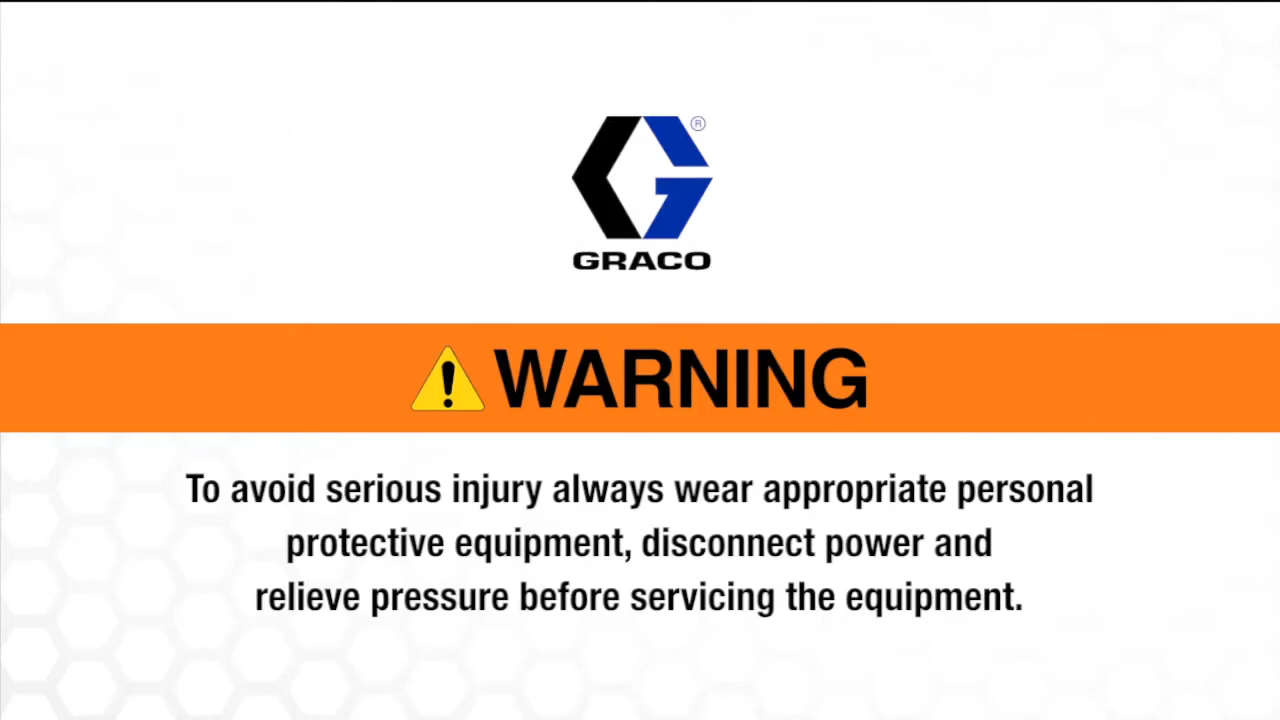 ®
GRACO
WARNING
To avoid serious injury always wear appropriate personal
protective equipment, disconnect power and
relieve pressure before servicing the equipment.